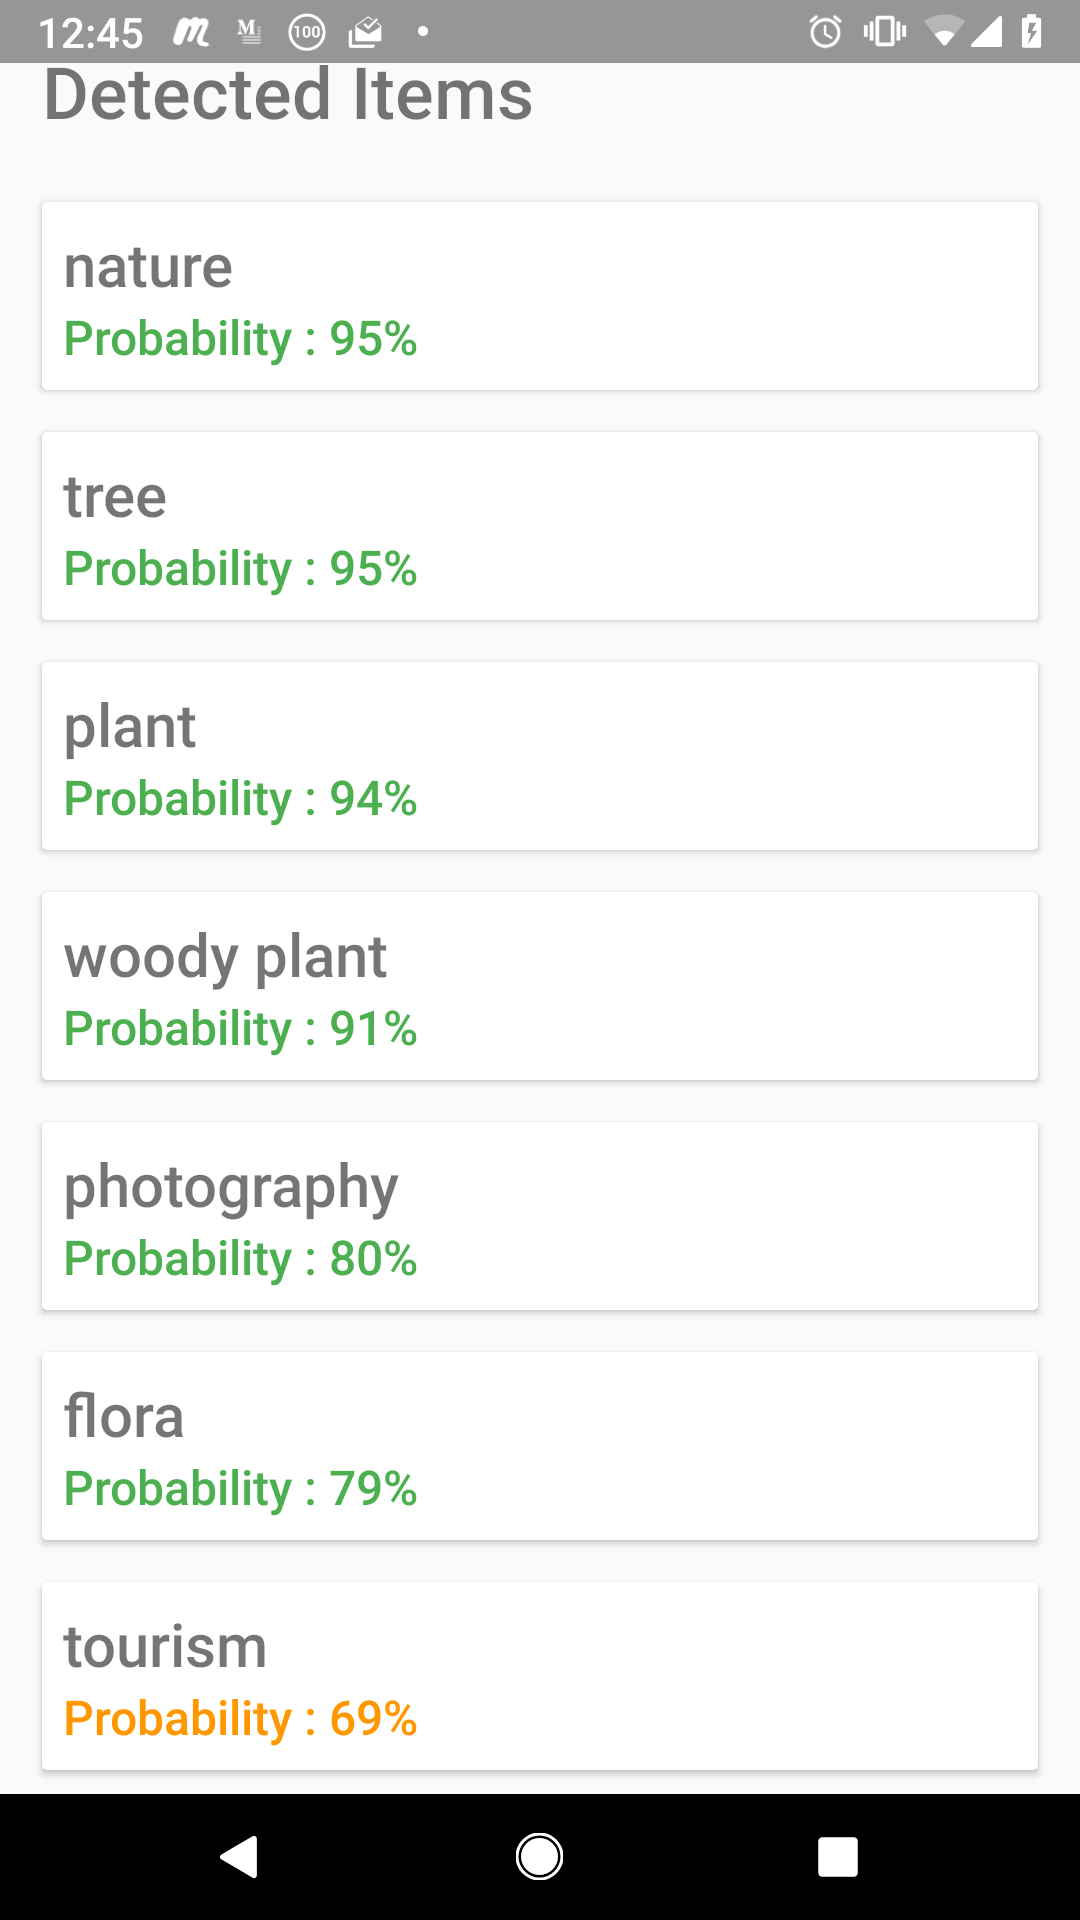 12:45 m M 100
Detected Items
nature
Probability : 95%
tree
Probability : 95%
plant
Probability : 94%
woody plant
Probability : 91%
photography
Probability : 80%
flora
Probability : 79%
tourism
Probability : 69%